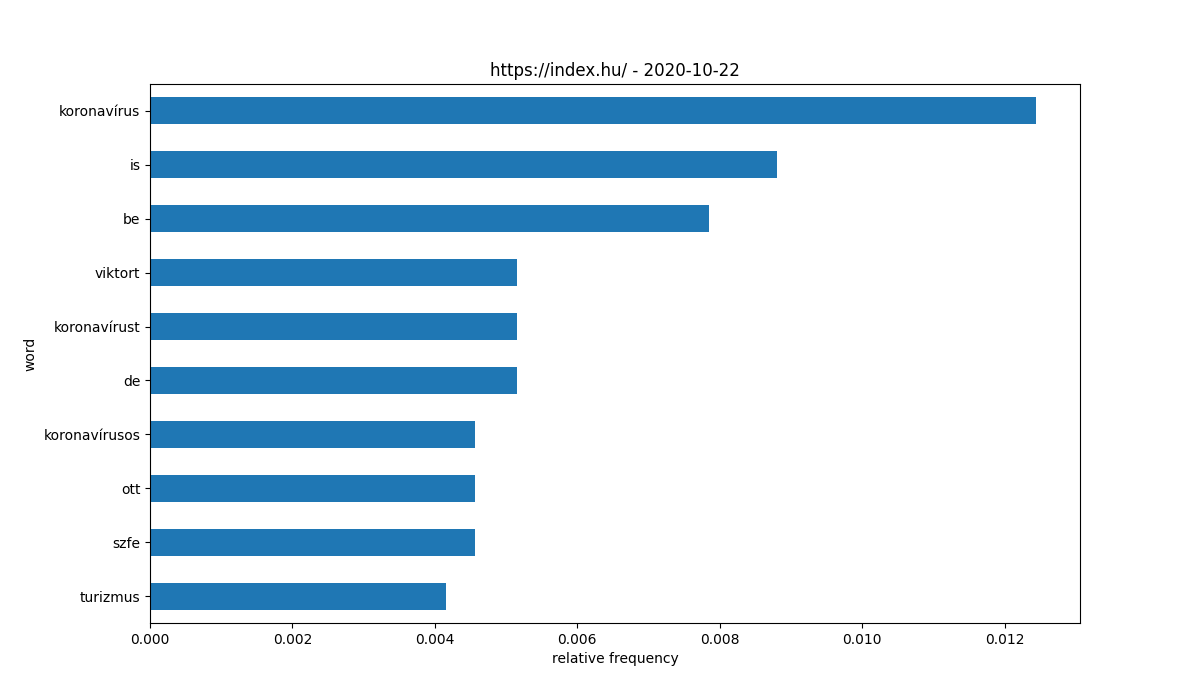 https://index.hu/ - 2020-10-22
word
koronavírus
is
be
viktort
koronavírust
de
koronavírusos
ott
szfe
turizmus
0.000 0.002 0.004 0.006 0.008 0.010 0.012
relative frequency